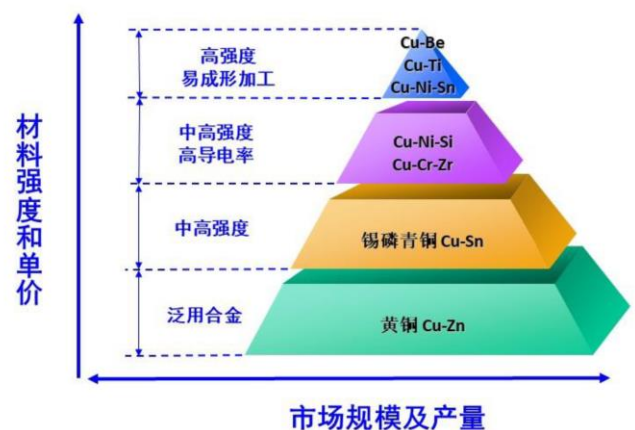 材料强度和单价
高强度
易成形加工
Cu-Be
Cu-Ti
Cu-Ni-Sn
中高强度
高导电率
Cu-Ni-Si
Cu-Cr-Zr
中高强度
锡磷青铜 Cu-Sn
泛用合金
黄铜 Cu-Zn
市场规模及产量